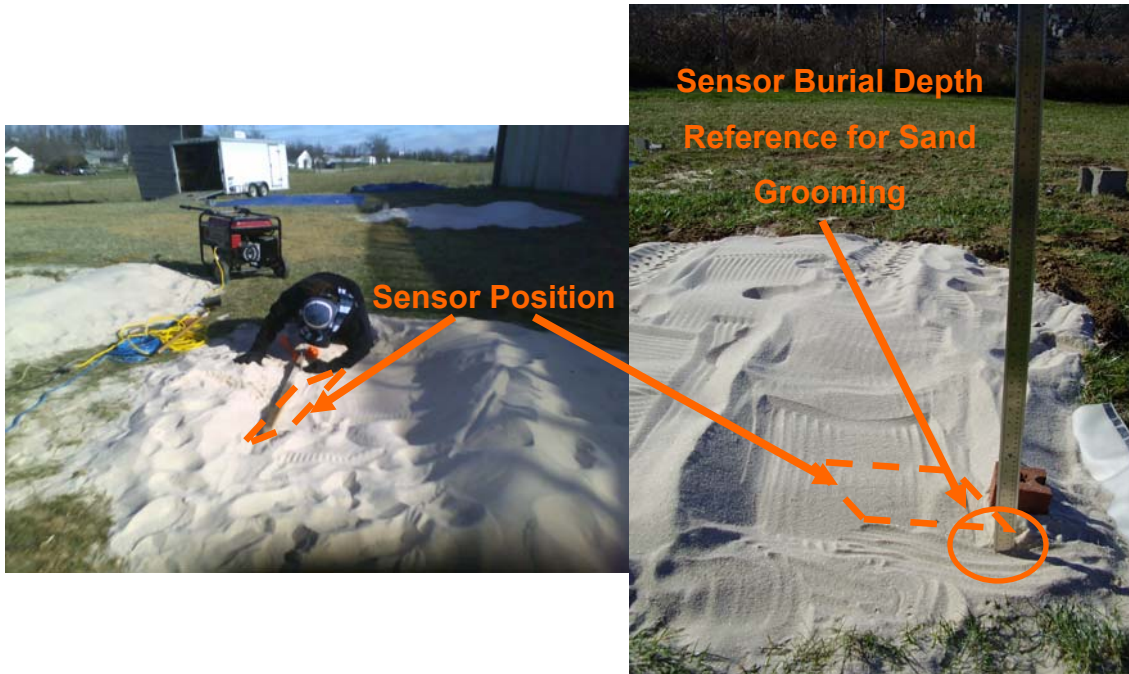 Sensor Position
Sensor Burial Depth
Reference for Sand
Grooming